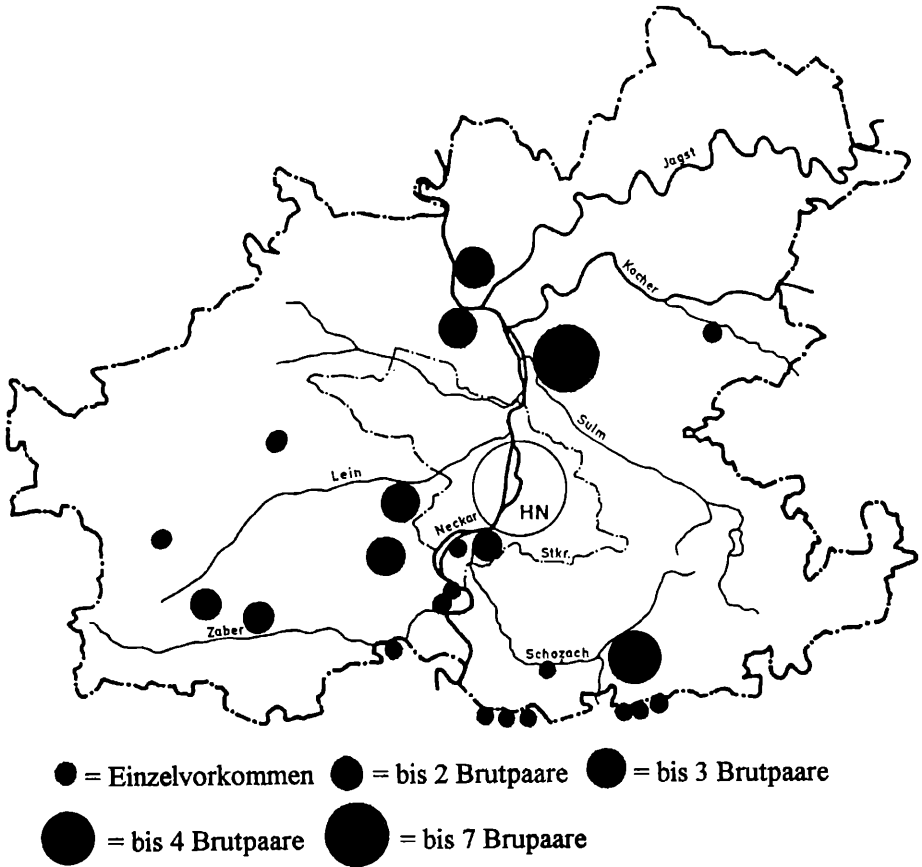 Jagst
Kocher
Sulm
Lein
HN
Neckar
Stkr.
Zaber
Schozach
= Einzelvorkommen = bis 2 Brutpaare = bis 3 Brutpaare
= bis 4 Brutpaare = bis 7 Brupaare